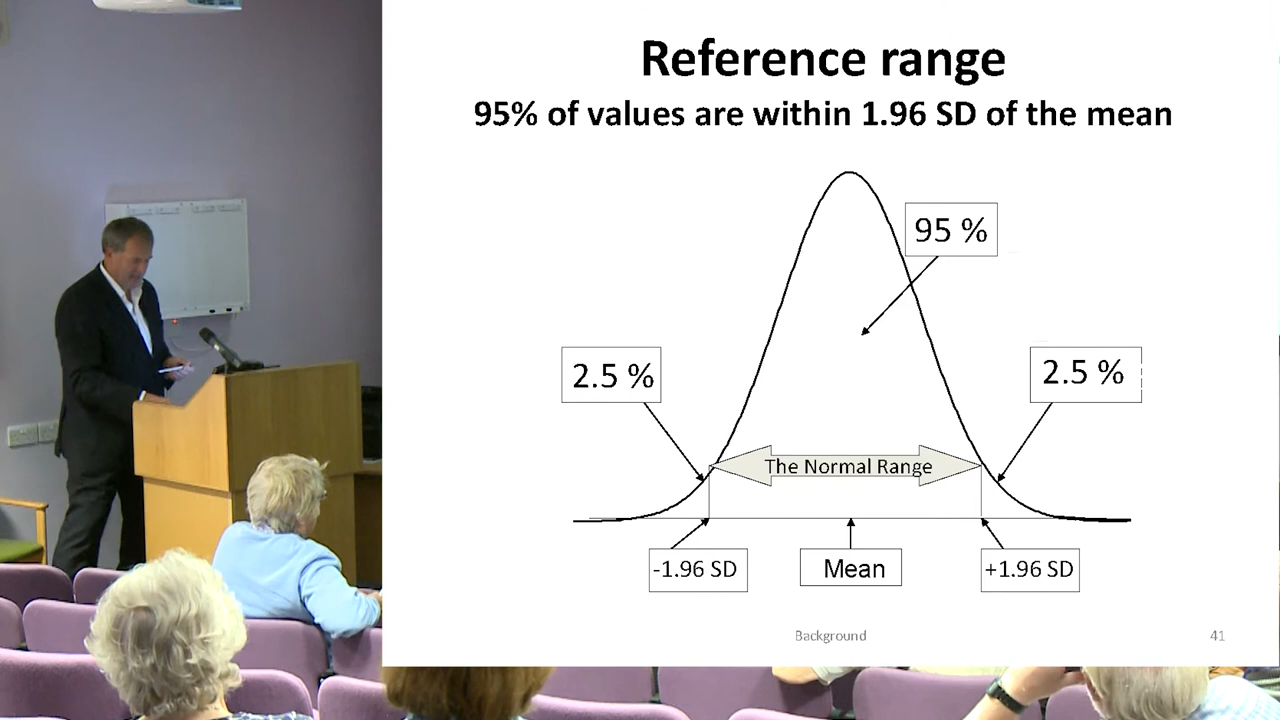 Reference range
95% of values are within 1.96 SD of the mean
95 %
2.5 %
2.5 %
The Normal Range
-1.96 SD
Mean
+1.96 SD
Background
41